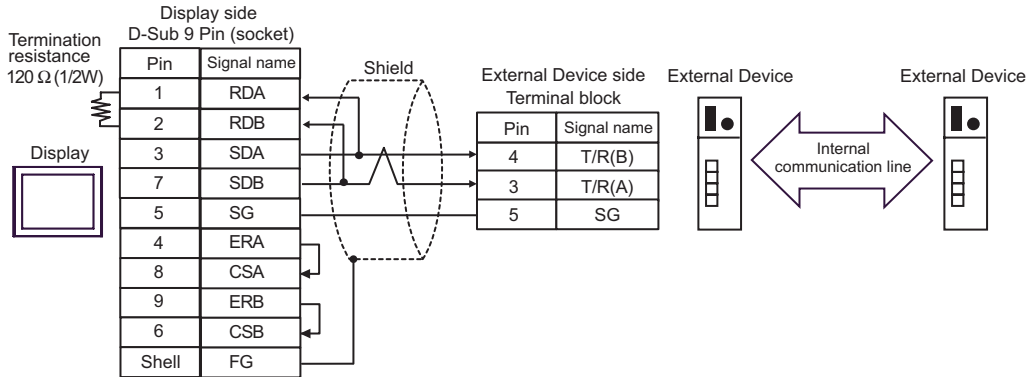 Display side
D-Sub 9 Pin (socket)
Termination
resistance
120 Ω (1/2W)
Pin Signal name
1 RDA
2 RDB
3 SDA
7 SDB
5 SG
4 ERA
8 CSA
9 ERB
6 CSB
Shell FG
Display
Shield
External Device side
Terminal block
Pin Signal name
4 T/R(B)
3 T/R(A)
5 SG
External Device
Internal
communication line
External Device